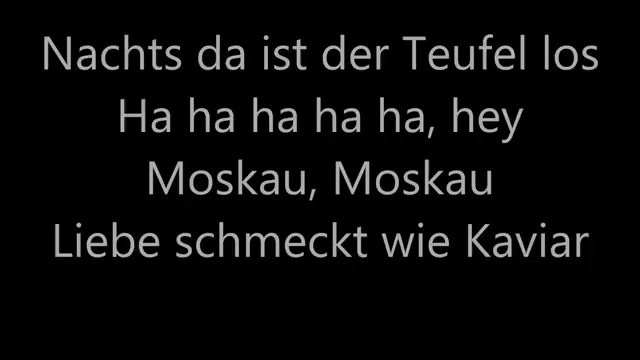 Nachts da ist der Teufel los
Ha ha ha ha ha, hey
Moskau, Moskau
Liebe schmeckt wie Kaviar